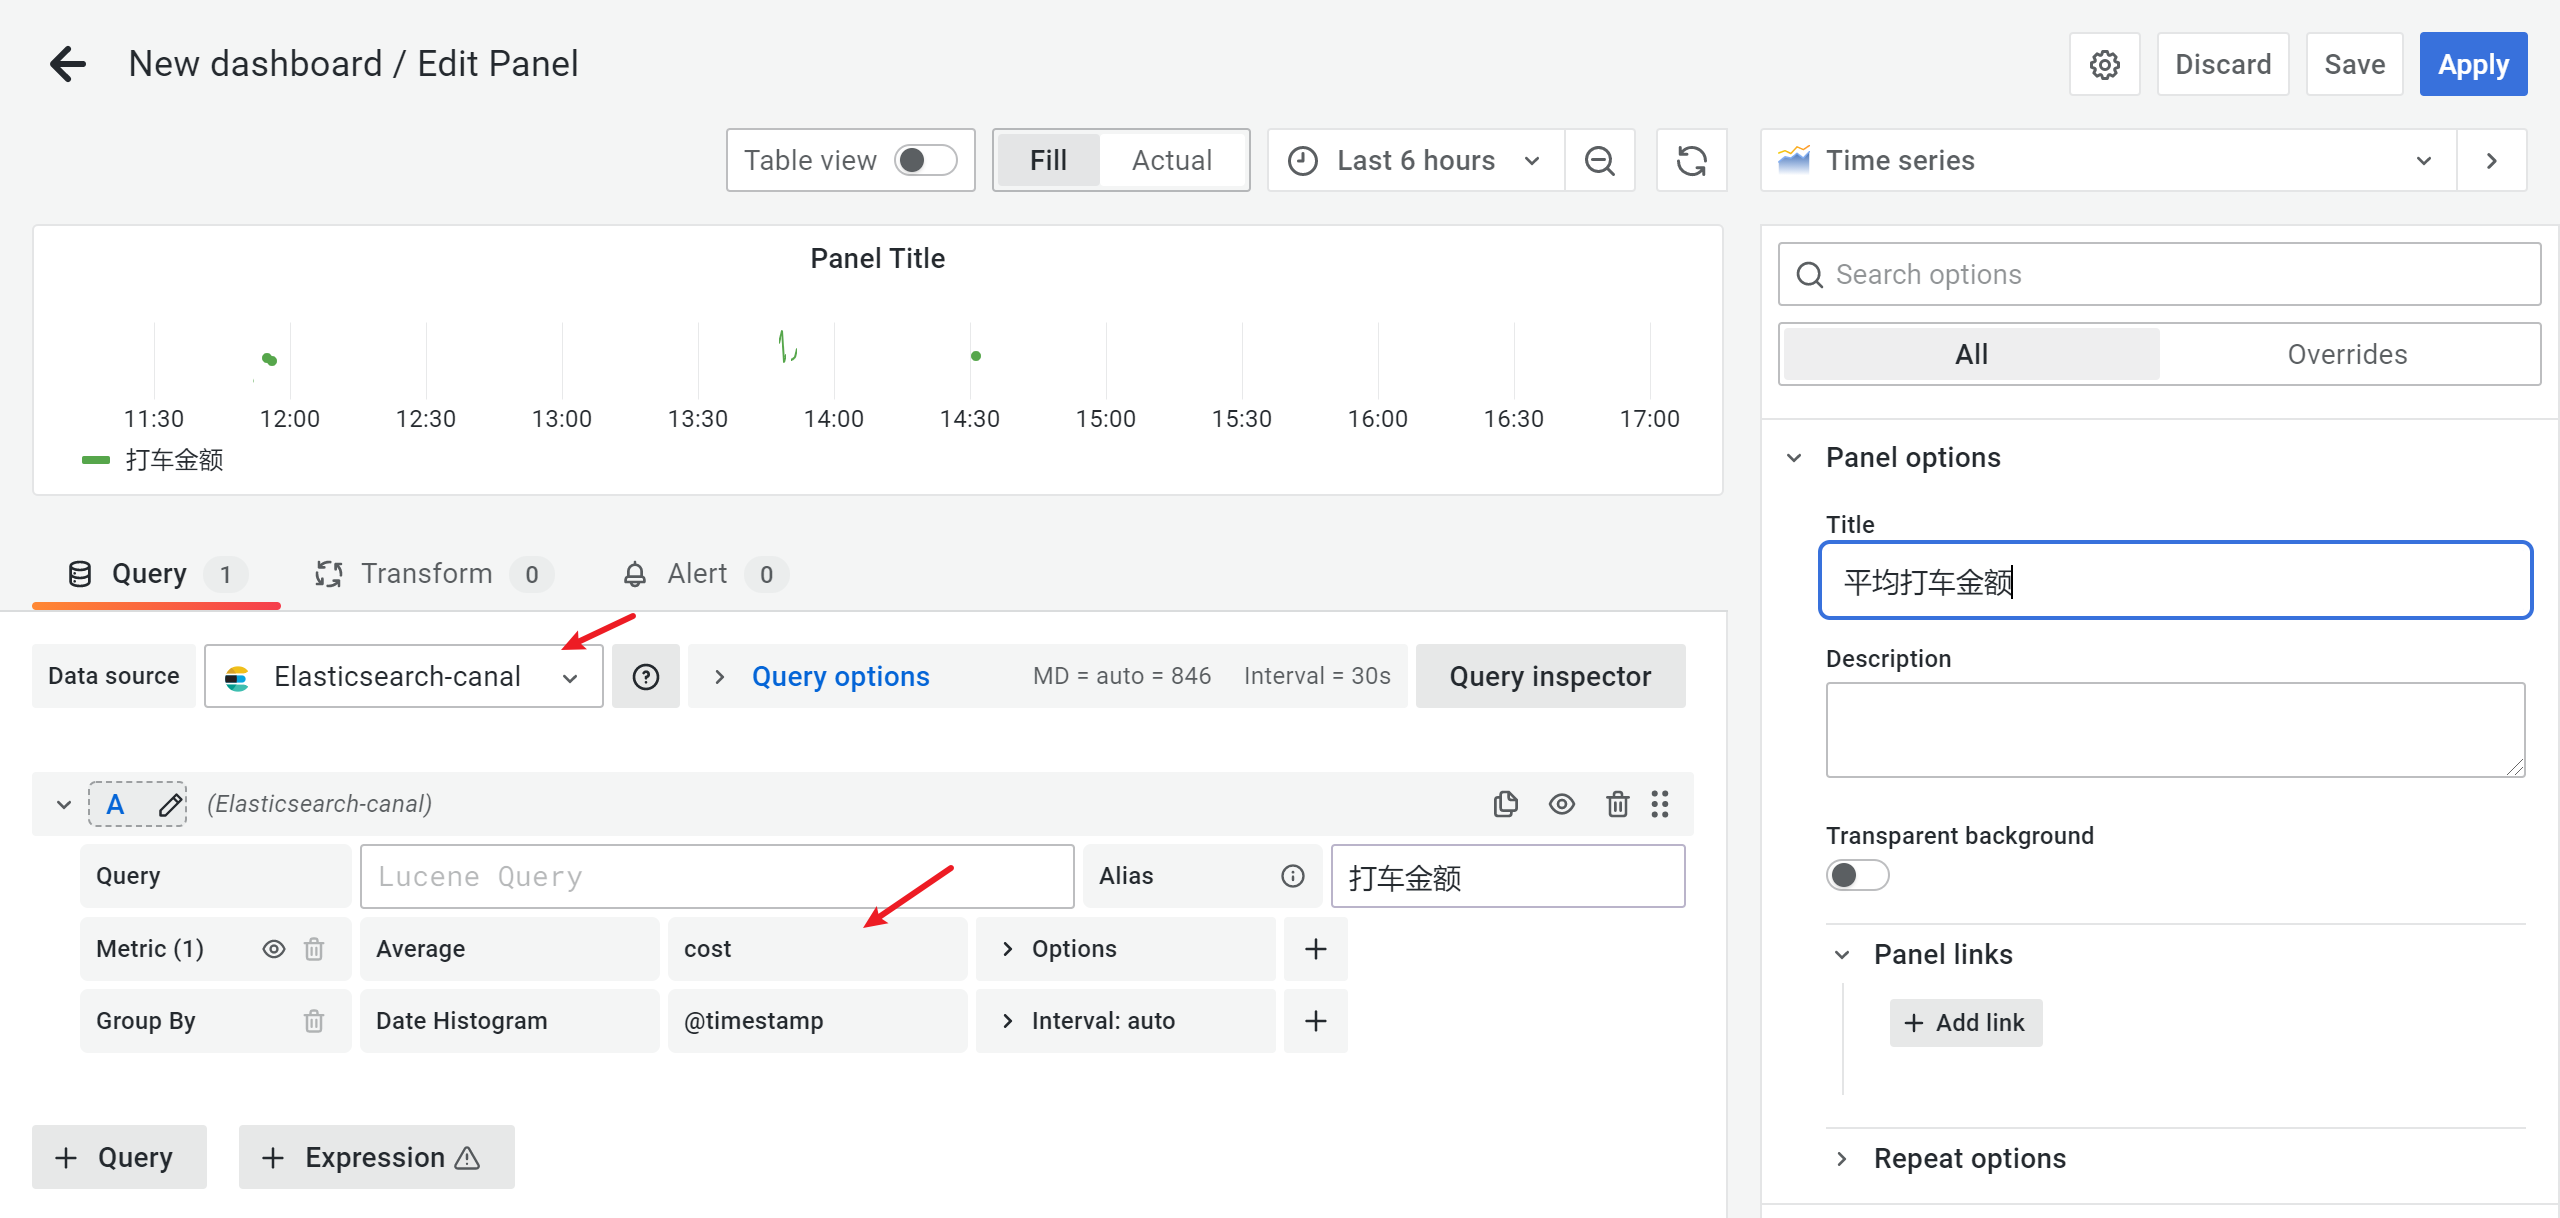 New dashboard / Edit Panel
Discard
Save
Apply
Table view
Fill
Actual
Last 6 hours
Time series
Panel Title
11:30 12:00 12:30 13:00 13:30 14:00 14:30 15:00 15:30 16:00 16:30 17:00
打车金额
Query 1
Transform 0
Alert 0
Data source
Elasticsearch-canal
Query options
MD = auto = 846
Interval = 30s
Query inspector
A
(Elasticsearch-canal)
Query
Lucene Query
Alias
打车金额
Metric (1)
Average
cost
Options
Group By
Date Histogram
@timestamp
Interval: auto
Query
Expression
Search options
All
Overrides
Panel options
Title
平均打车金额
Description
Transparent background
Panel links
Add link
Repeat options